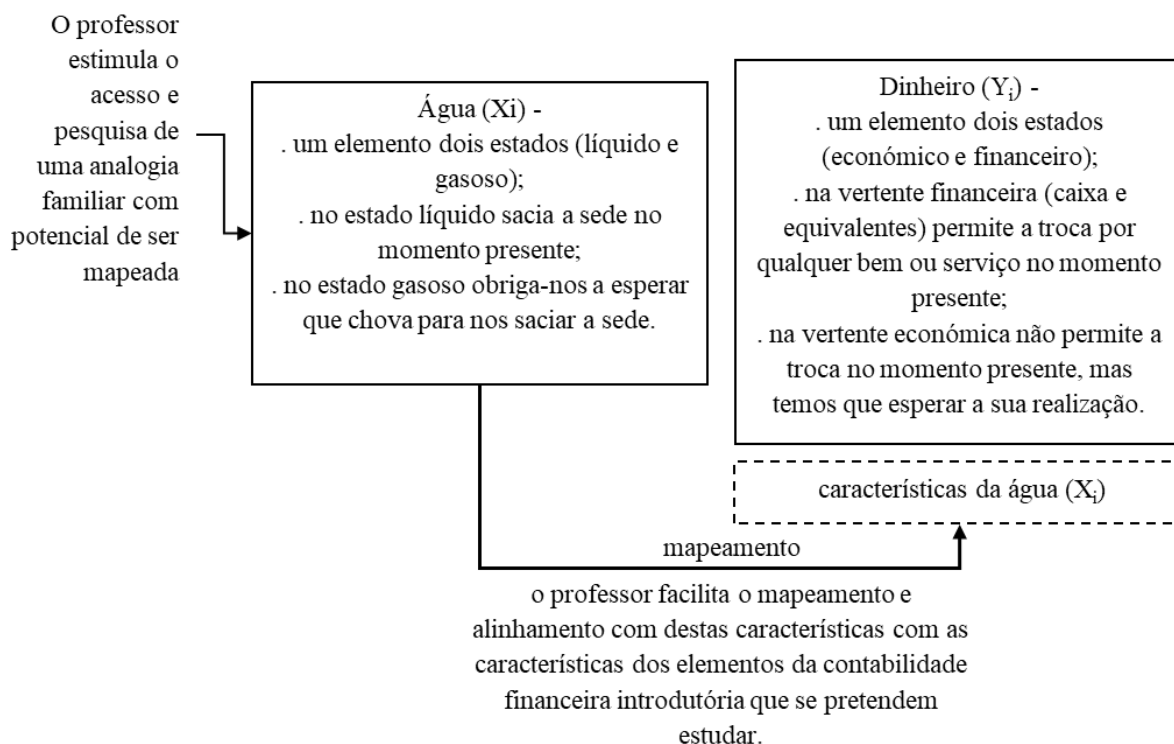 O professor
estimula o
acesso e
pesquisa de
uma analogia
familiar com
potencial de ser
mapeada
Água (Xi) -
. um elemento dois estados (líquido e
gasoso);
. no estado líquido sacia a sede no
momento presente;
. no estado gasoso obriga-nos a esperar
que chova para nos saciar a sede.
Dinheiro (Yi) -
. um elemento dois estados
(económico e financeiro);
. na vertente financeira (caixa e
equivalentes) permite a troca por
qualquer bem ou serviço no momento
presente;
. na vertente económica não permite a
troca no momento presente, mas
temos que esperar a sua realização.
características da água (Xi)
mapeamento
o professor facilita o mapeamento e
alinhamento com destas características com as
características dos elementos da contabilidade
financeira introdutória que se pretendem
estudar.